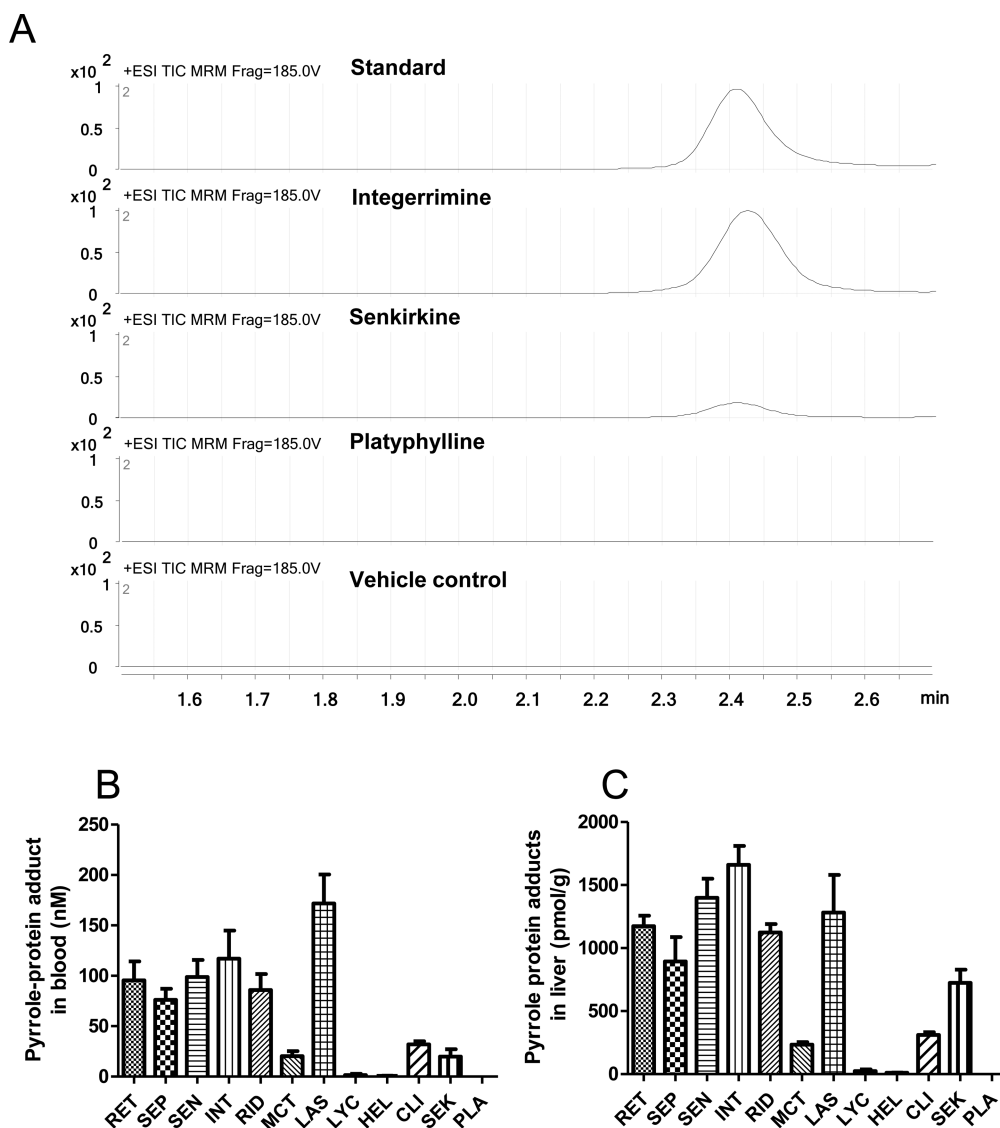 A
x10 2 +ESI TIC MRM Frag=185.0V Standard
1
2
0.5
0
x10 2 +ESI TIC MRM Frag=185.0V Integerrimine
1
2
0.5
0
x10 2 +ESI TIC MRM Frag=185.0V Senkirkine
1
2
0.5
0
x10 2 +ESI TIC MRM Frag=185.0V Platyphylline
1
2
0.5
0
x10 2 +ESI TIC MRM Frag=185.0V Vehicle control
1
2
0.5
0
1.6 1.7 1.8 1.9 2.0 2.1 2.2 2.3 2.4 2.5 2.6 min
B
Pyrrole-protein adduct
in blood (nM)
250
200
150
100
50
0
RET SEP SEN INT RID MCT LAS LYC HEL CLI SEK PLA
C
Pyrrole protein adducts
in liver (pmol/g)
2000
1500
1000
500
0
RET SEP SEN INT RID MCT LAS LYC HEL CLI SEK PLA